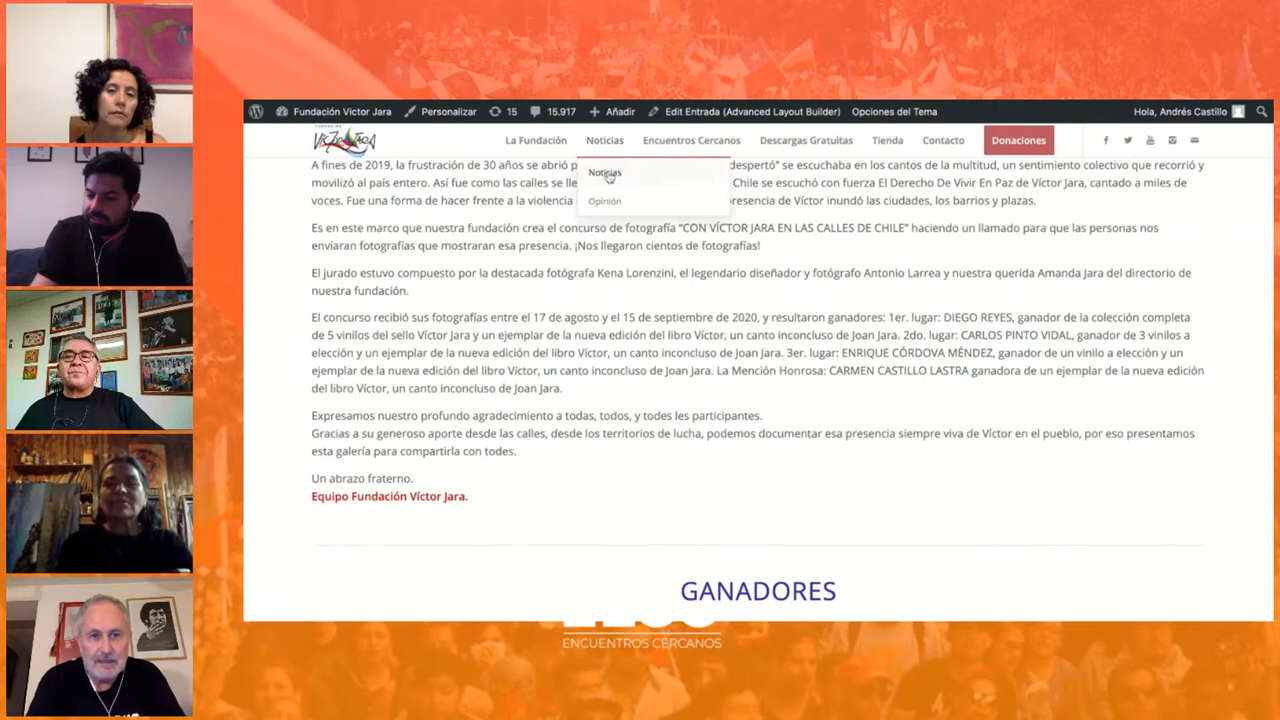 Fundación Victor Jara
Personalizar
15
15.917
Añadir
Edit Entrada (Advanced Layout Builder)
Opciones del Tema
Hola, Andrés Castillo
FUNDACIÓN
VÍCTOR JARA
La Fundación
Noticias
Encuentros Cercanos
Descargas Gratuitas
Tienda
Contacto
Donaciones
Noticias
Opinión
A fines de 2019, la frustración de 30 años se abrió p despertó” se escuchaba en los cantos de la multitud, un sentimiento colectivo que recorrió y
movilizó al país entero. Así fue como las calles se lle Chile se escuchó con fuerza El Derecho De Vivir En Paz de Víctor Jara, cantado a miles de
voces. Fue una forma de hacer frente a la violencia presencia de Víctor inundó las ciudades, los barrios y plazas.
Es en este marco que nuestra fundación crea el concurso de fotografía “CON VÍCTOR JARA EN LAS CALLES DE CHILE” haciendo un llamado para que las personas nos
enviaran fotografías que mostraran esa presencia. ¡Nos llegaron cientos de fotografías!
El jurado estuvo compuesto por la destacada fotógrafa Kena Lorenzini, el legendario diseñador y fotógrafo Antonio Larrea y nuestra querida Amanda Jara del directorio de
nuestra fundación.
El concurso recibió sus fotografías entre el 17 de agosto y el 15 de septiembre de 2020, y resultaron ganadores: 1er. lugar: DIEGO REYES, ganador de la colección completa
de 5 vinilos del sello Víctor Jara y un ejemplar de la nueva edición del libro Víctor, un canto inconcluso de Joan Jara. 2do. lugar: CARLOS PINTO VIDAL, ganador de 3 vinilos a
elección y un ejemplar de la nueva edición del libro Víctor, un canto inconcluso de Joan Jara. 3er. lugar: ENRIQUE CÓRDOVA MÉNDEZ, ganador de un vinilo a elección y un
ejemplar de la nueva edición del libro Víctor, un canto inconcluso de Joan Jara. La Mención Honrosa: CARMEN CASTILLO LASTRA ganadora de un ejemplar de la nueva edición
del libro Víctor, un canto inconcluso de Joan Jara.
Expresamos nuestro profundo agradecimiento a todas, todos, y todes les participantes.
Gracias a su generoso aporte desde las calles, desde los territorios de lucha, podemos documentar esa presencia siempre viva de Víctor en el pueblo, por eso presentamos
esta galería para compartirla con todes.
Un abrazo fraterno.
Equipo Fundación Víctor Jara.
GANADORES
ENCUENTROS CERCANOS